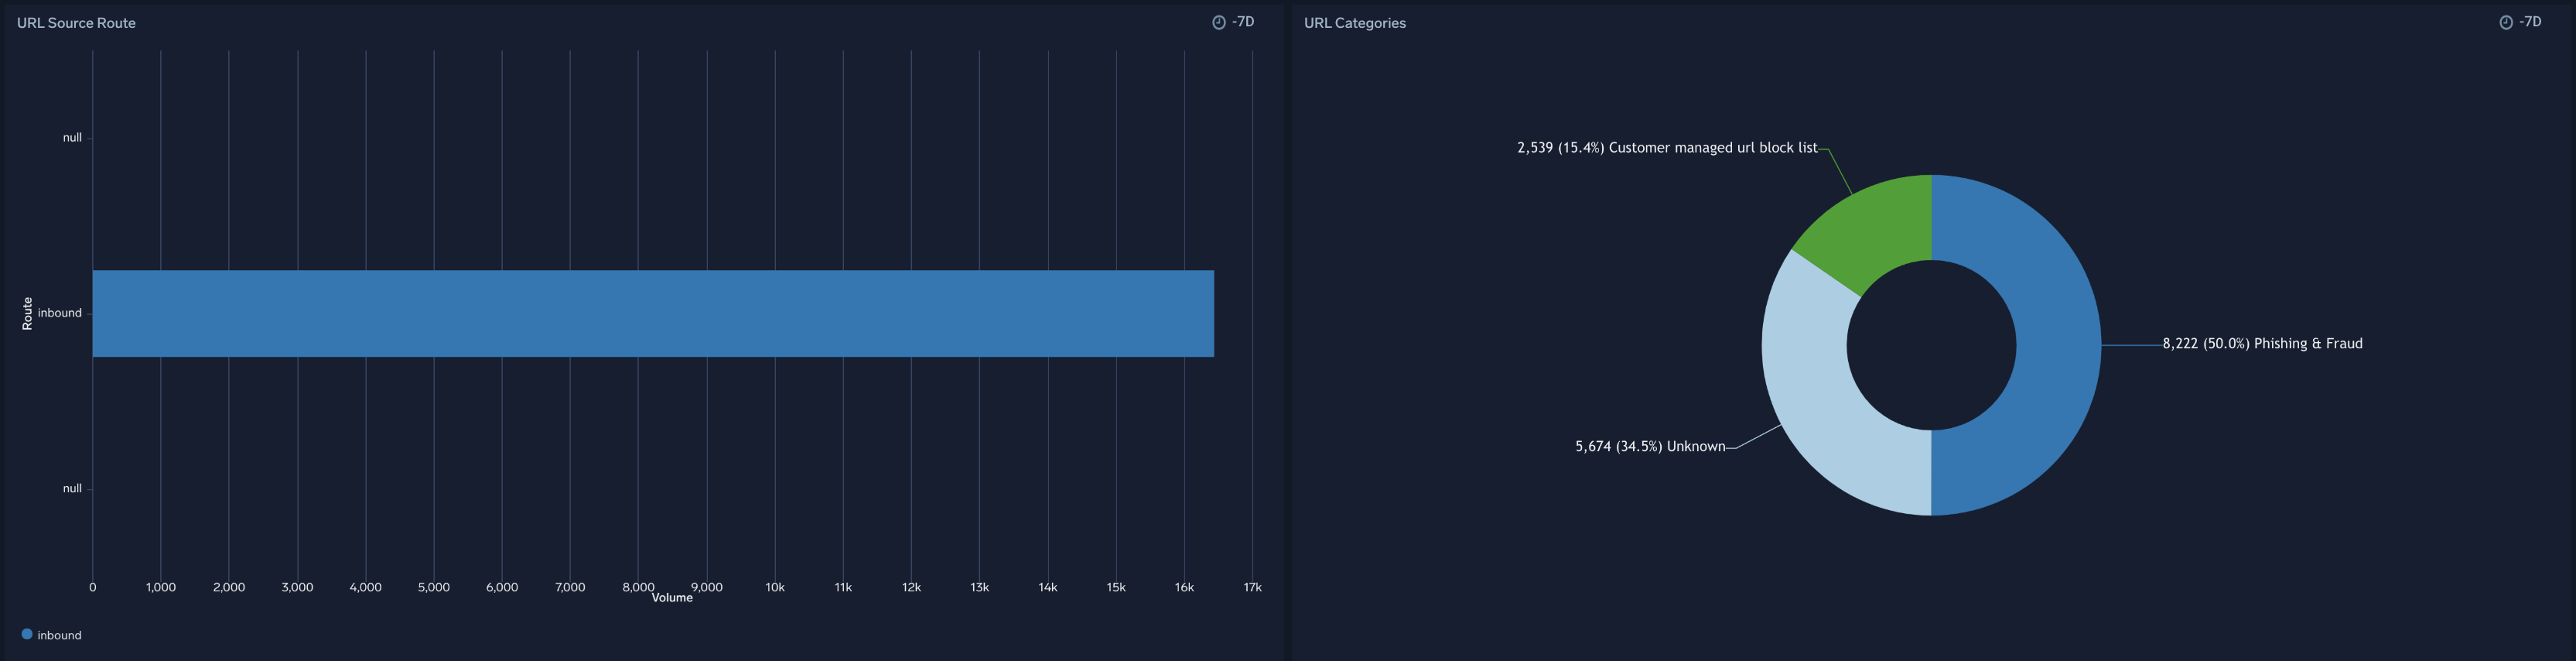 URL Source Route
-7D
null
Route
inbound
null
0 1,000 2,000 3,000 4,000 5,000 6,000 7,000 8,000 9,000 10k 11k 12k 13k 14k 15k 16k 17k
Volume
inbound
URL Categories
-7D
2,539 (15.4%) Customer managed url block list
8,222 (50.0%) Phishing & Fraud
5,674 (34.5%) Unknown